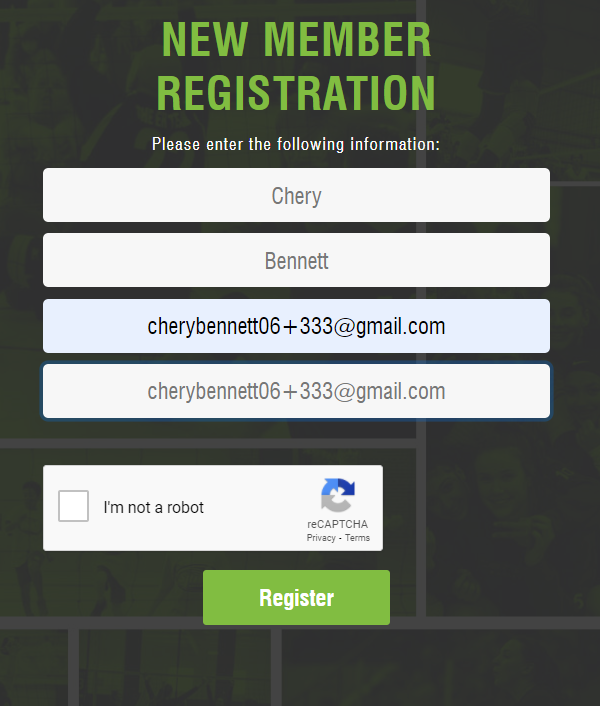 NEW MEMBER
REGISTRATION
Please enter the following information:
Chery
Bennett
cherybennett06+333@gmail.com
cherybennett06+333@gmail.com
I'm not a robot
reCAPTCHA
Privacy - Terms
Register